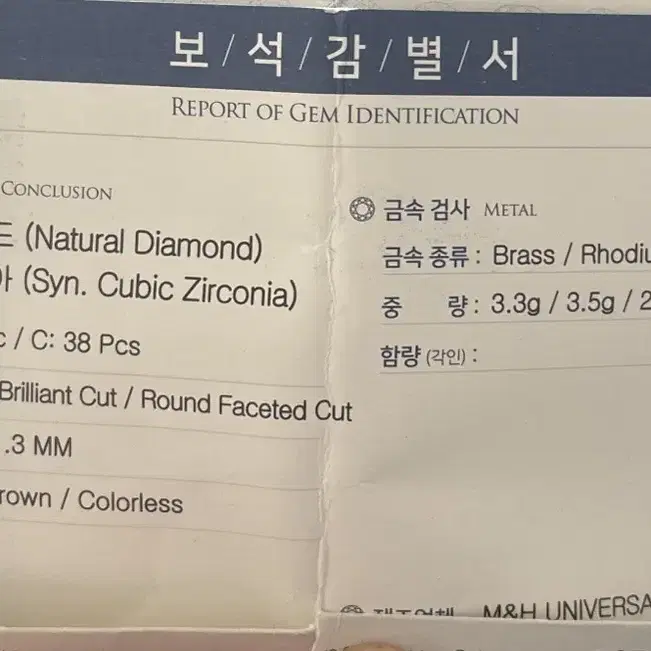 보/석/감/별/서
REPORT OF GEM IDENTIFICATION
CONCLUSION
(Natural Diamond)
(Syn. Cubic Zirconia)
/ C: 38 Pcs
Brilliant Cut / Round Faceted Cut
.3 MM
rown / Colorless
금속 검사 METAL
금속 종류 : Brass / Rhodiu
중 량 : 3.3g / 3.5g / 2
함량 (각인) :
M&H UNIVERSA